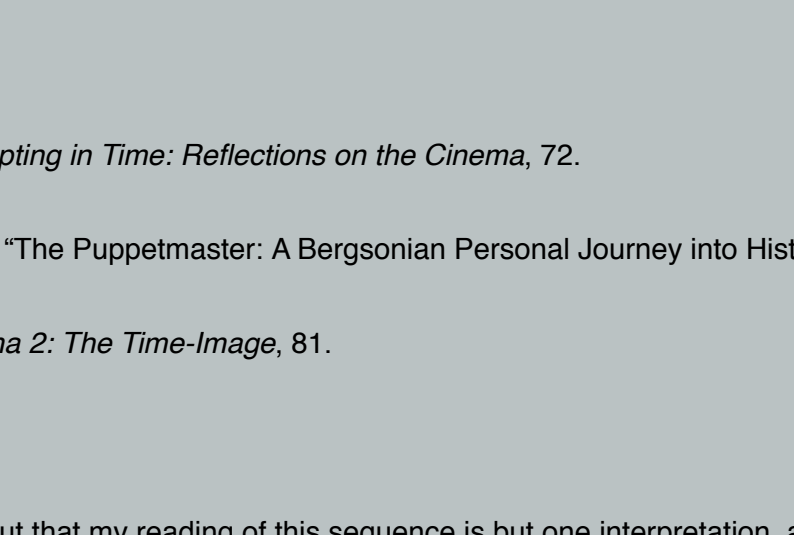 pting in Time: Reflections on the Cinema, 72.
“The Puppetmaster: A Bergsonian Personal Journey into Hist
na 2: The Time-Image, 81.
ut that my reading of this sequence is but one interpretation, a